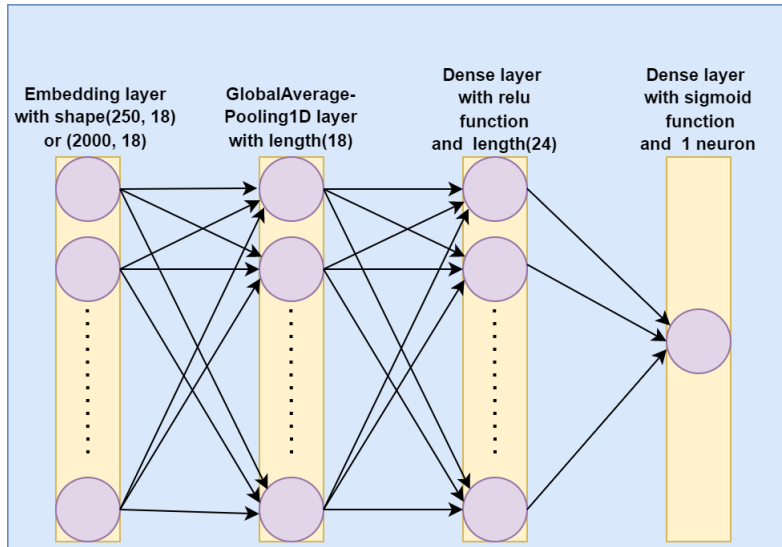 Embedding layer
with shape(250, 18)
or (2000, 18)
GlobalAverage-
Pooling1D layer
with length(18)
Dense layer
with relu
function
and length(24)
Dense layer
with sigmoid
function
and 1 neuron